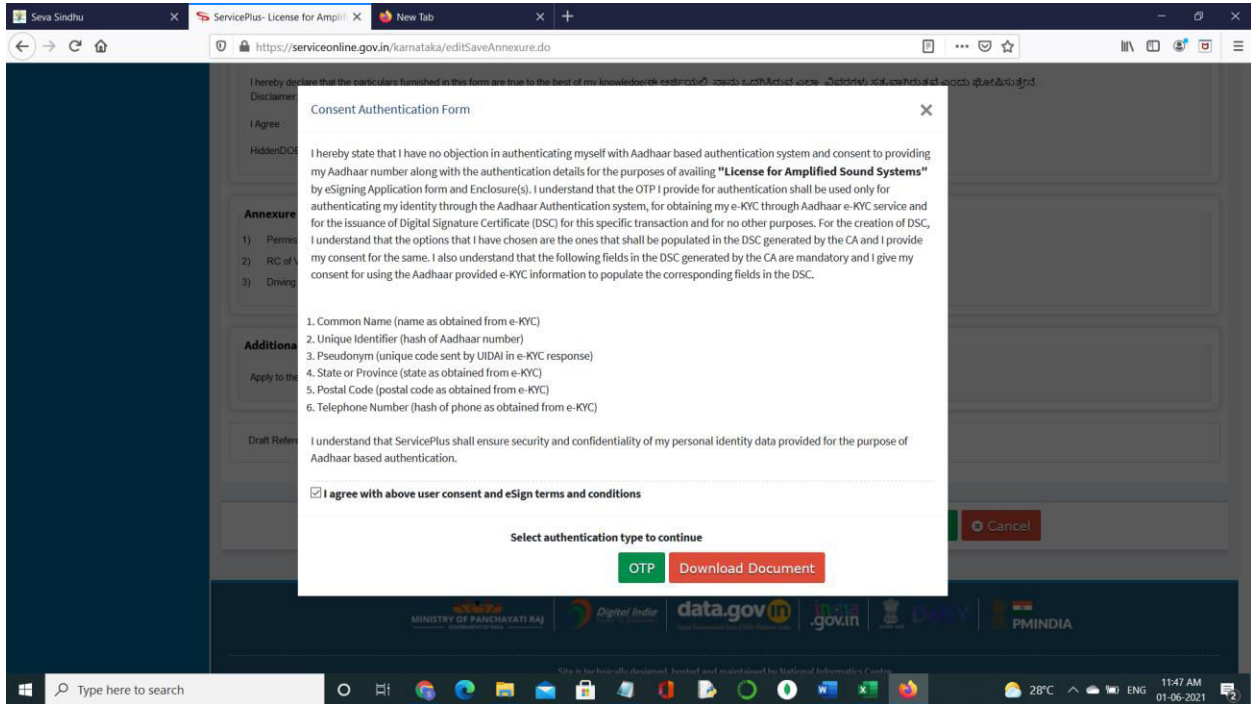 Seva Sindhu
ServicePlus- License for Ampli
New Tab
https://serviceonline.gov.in/karnataka/editSaveAnnexure.do
I hereby declare that the particulars furnished in this form are true to the best of my knowledge
Disclaimer
I Agree :
HiddenDOB
Consent Authentication Form
I hereby state that I have no objection in authenticating myself with Aadhaar based authentication system and consent to providing
my Aadhaar number along with the authentication details for the purposes of availing "License for Amplified Sound Systems"
by eSigning Application form and Enclosure(s). I understand that the OTP I provide for authentication shall be used only for
authenticating my identity through the Aadhaar Authentication system, for obtaining my e-KYC through Aadhaar e-KYC service and
for the issuance of Digital Signature Certificate (DSC) for this specific transaction and for no other purposes. For the creation of DSC,
I understand that the options that I have chosen are the ones that shall be populated in the DSC generated by the CA and I provide
my consent for the same. I also understand that the following fields in the DSC generated by the CA are mandatory and I give my
consent for using the Aadhaar provided e-KYC information to populate the corresponding fields in the DSC.
1. Common Name (name as obtained from e-KYC)
2. Unique Identifier (hash of Aadhaar number)
3. Pseudonym (unique code sent by UIDAI in e-KYC response)
4. State or Province (state as obtained from e-KYC)
5. Postal Code (postal code as obtained from e-KYC)
6. Telephone Number (hash of phone as obtained from e-KYC)
I understand that ServicePlus shall ensure security and confidentiality of my personal identity data provided for the purpose of
Aadhaar based authentication.
I agree with above user consent and eSign terms and conditions
Select authentication type to continue
OTP
Download Document
Annexure
1) Permis
2) RC of V
3) Driving
Additiona
Apply to the
Draft Refere
Cancel
MINISTRY OF PANCHAYATI RAJ
Digital India
data.gov in
india
.gov.in
PMINDIA
Site is technically designed, hosted and maintained by National Informatics Centre
Type here to search
28°C
ENG
11:47 AM
01-06-2021
2